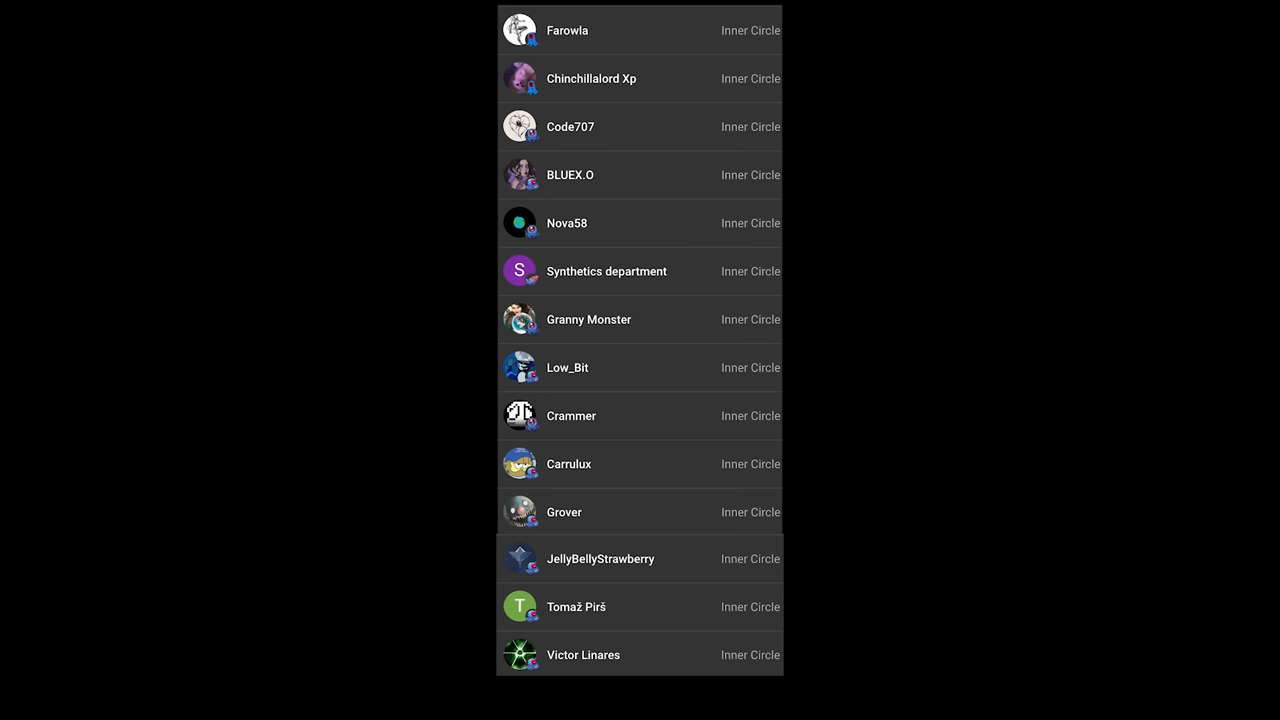 Farowla Inner Circle
Chinchillalord Xp Inner Circle
Code707 Inner Circle
BLUEX.O Inner Circle
Nova58 Inner Circle
S Synthetics department Inner Circle
Granny Monster Inner Circle
Low_Bit Inner Circle
Crammer Inner Circle
Carrulux Inner Circle
Grover Inner Circle
JellyBellyStrawberry Inner Circle
T Tomaž Pirš Inner Circle
Victor Linares Inner Circle